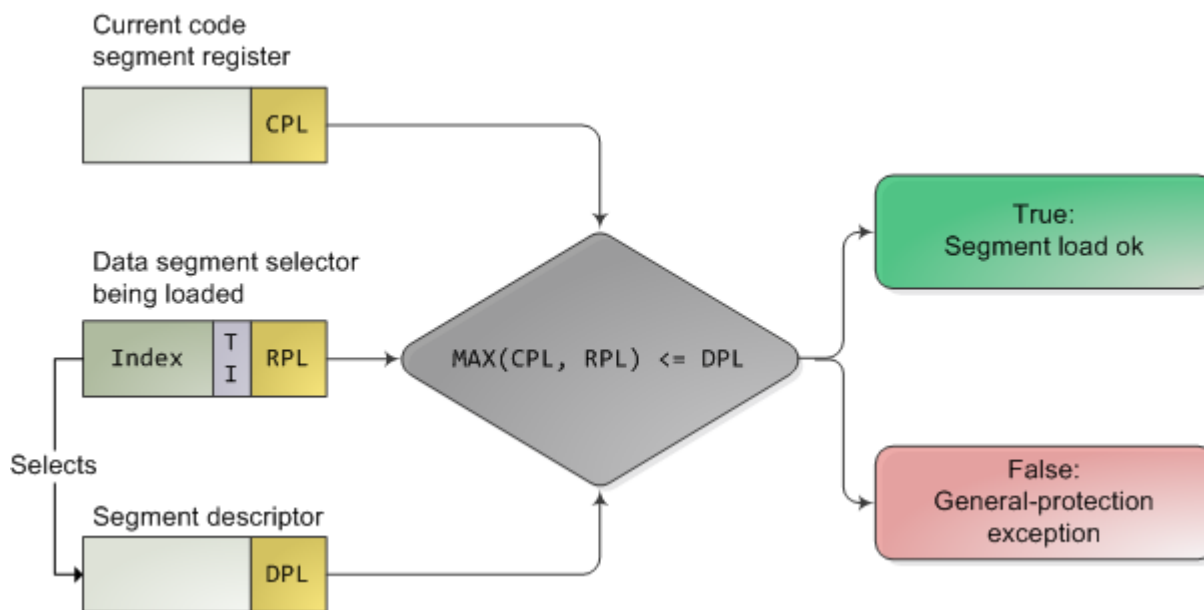 Current code
segment register
CPL
Data segment selector
being loaded
Index
T
I
RPL
Selects
Segment descriptor
DPL
MAX(CPL, RPL) <= DPL
True:
Segment load ok
False:
General-protection
exception